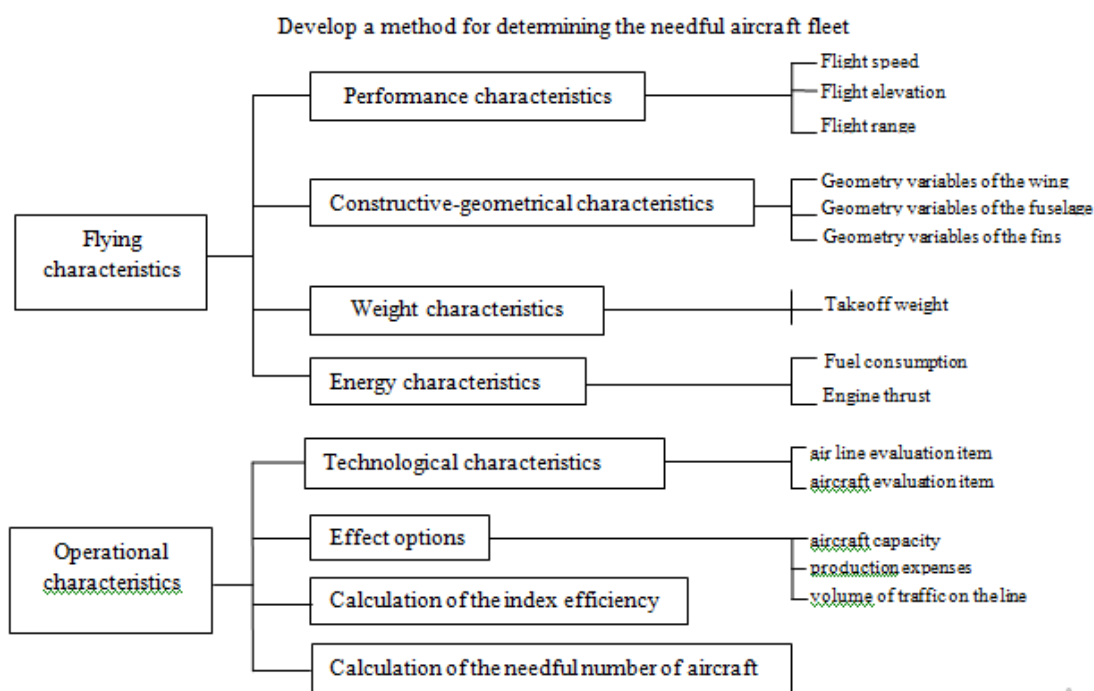 Develop a method for determining the needful aircraft fleet
Flying
characteristics
Performance characteristics
Flight speed
Flight elevation
Flight range
Constructive-geometrical characteristics
Geometry variables of the wing
Geometry variables of the fuselage
Geometry variables of the fins
Weight characteristics
Takeoff weight
Energy characteristics
Fuel consumption
Engine thrust
Operational
characteristics
Technological characteristics
air line evaluation item
aircraft evaluation item
Effect options
aircraft capacity
production expenses
volume of traffic on the line
Calculation of the index efficiency
Calculation of the needful number of aircraft